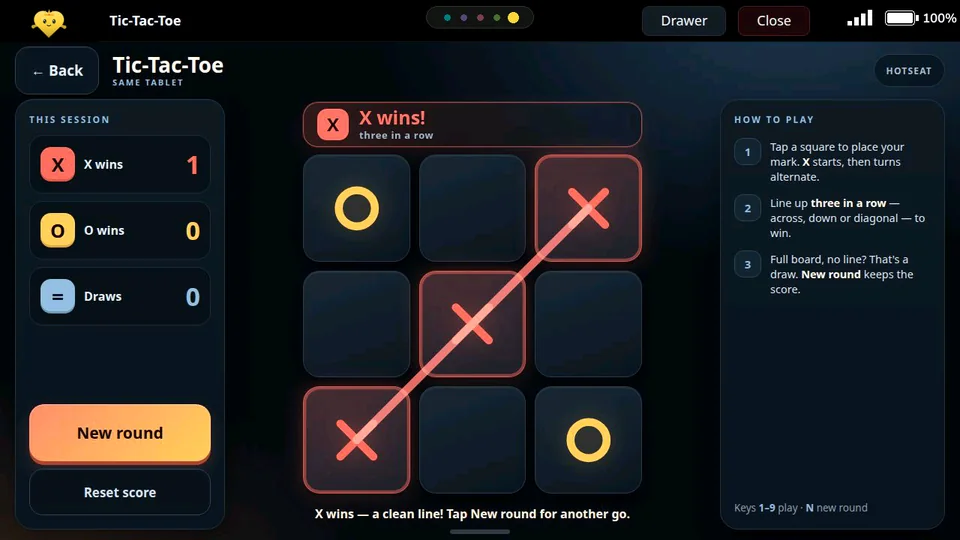 Tic-Tac-Toe
Drawer
Close
100%
← Back
Tic-Tac-Toe
SAME TABLET
HOTSEAT
THIS SESSION
X X wins 1
O O wins 0
= Draws 0
New round
Reset score
X X wins!
three in a row
X wins — a clean line! Tap New round for another go.
HOW TO PLAY
1 Tap a square to place your
mark. X starts, then turns
alternate.
2 Line up three in a row —
across, down or diagonal — to
win.
3 Full board, no line? That's a
draw. New round keeps the
score.
Keys 1–9 play · N new round